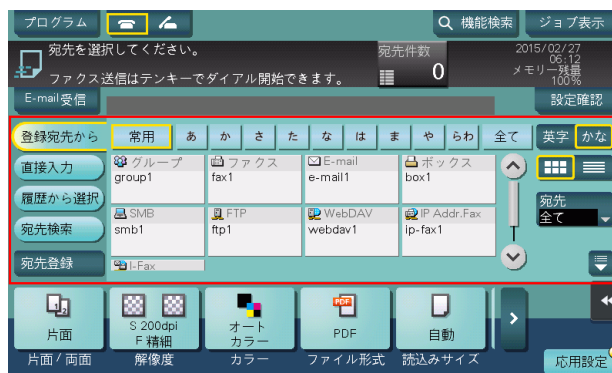 プログラム
機能検索
ジョブ表示
宛先を選択してください。
ファクス送信はテンキーでダイアル開始できます。
宛先件数
0
2015/02/27
06:12
メモリー残量
100%
E-mail受信
設定確認
登録宛先から
常用
あ
か
さ
た
な
は
ま
や
らわ
全て
英字
かな
直接入力
グループ
group1
ファクス
fax1
E-mail
e-mail1
ボックス
box1
履歴から選択
宛先
全て
宛先検索
SMB
smb1
FTP
ftp1
WebDAV
webdav1
IP Addr.Fax
ip-fax1
宛先登録
I-Fax
片面
片面 / 両面
S 200dpi
F 精細
解像度
オート
カラー
カラー
PDF
PDF
ファイル形式
自動
読込みサイズ
応用設定